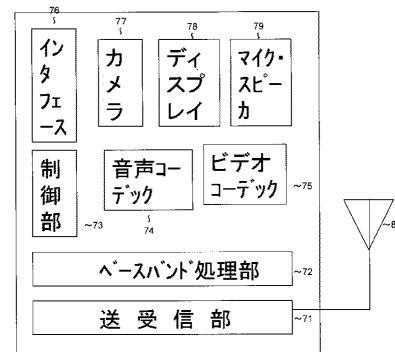 76
77
78
79
イン
タ
フェ
ース
カ
メ
ラ
ディ
スプ
レイ
マイク・
スピー
カ
制
御
部
~73
音声コー
デック
74
ビデオ
コーデック
~75
ベースバンド処理部
~72
送受信部
~71